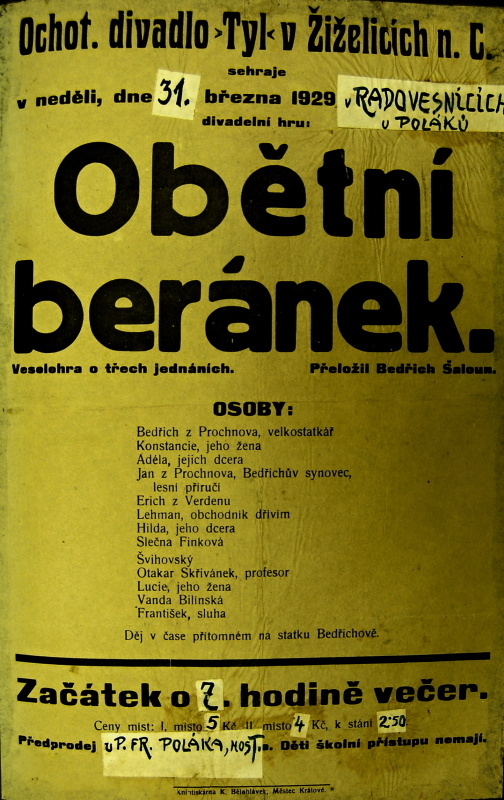 Ochot. divadlo ›Tyl‹ v Žiželicích n. C.
sehraje
v neděli, dne 31. března 1929 v RADOVESNICÍCH
U POLÁKŮ
divadelní hru:
Obětní
beránek.
Veselohra o třech jednáních. Přeložil Bedřich Šaloun.
OSOBY:
Bedřich z Prochnova, velkostatkář
Konstancie, jeho žena
Adéla, jejich dcera
Jan z Prochnova, Bedřichův synovec,
lesní příručí
Erich z Verdenu
Lehman, obchodník dřívím
Hilda, jeho dcera
Slečna Finková
Švihovský
Otakar Skřivánek, profesor
Lucie, jeho žena
Vanda Bilinská
František, sluha
Děj v čase přítomném na statku Bedřichově.
Začátek o 7. hodině večer.
Ceny míst: I. místo 5 Kč II. místo 4 Kč, k stání 2·50.
Předprodej u P. FR. POLÁKA, HOST. Děti školní přístupu nemají.
Knihtiskárna K. Bělohlávek, Městec Králové.